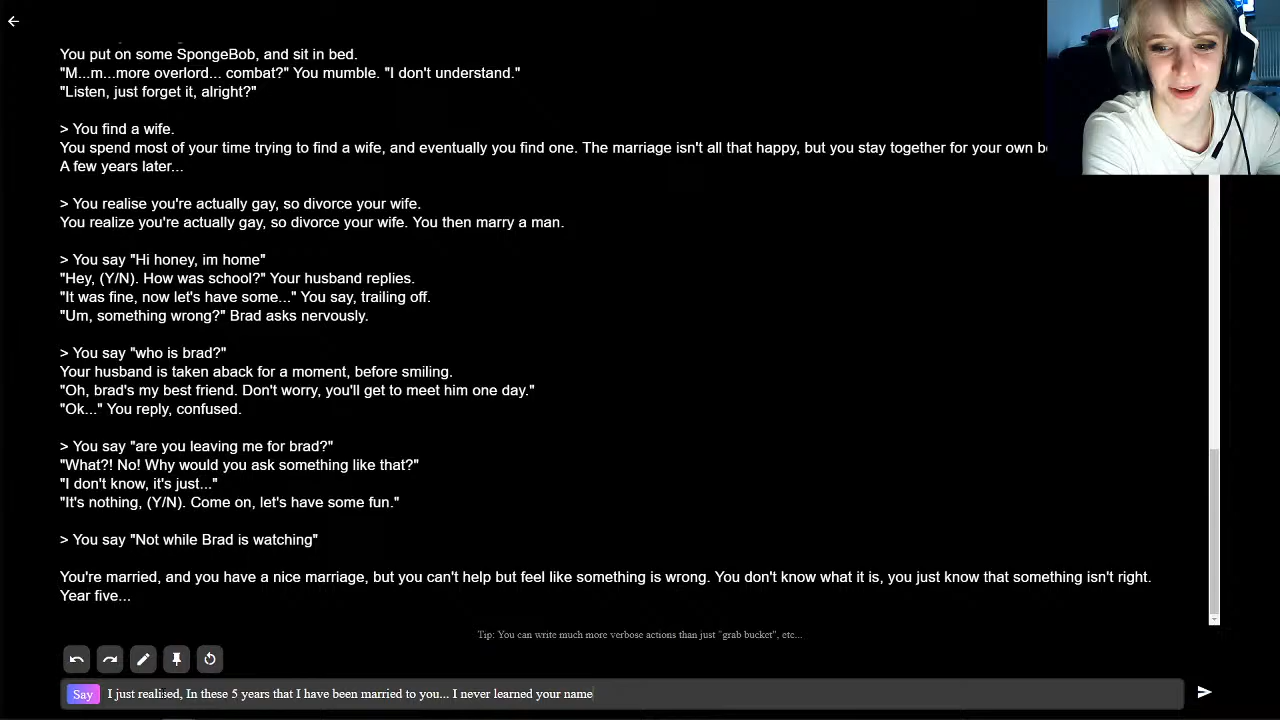 You put on some SpongeBob, and sit in bed.
"M...m...more overlord... combat?" You mumble. "I don't understand."
"Listen, just forget it, alright?"
> You find a wife.
You spend most of your time trying to find a wife, and eventually you find one. The marriage isn't all that happy, but you stay together for your own
A few years later...
> You realise you're actually gay, so divorce your wife.
You realize you're actually gay, so divorce your wife. You then marry a man.
> You say "Hi honey, im home"
"Hey, (Y/N). How was school?" Your husband replies.
"It was fine, now let's have some..." You say, trailing off.
"Um, something wrong?" Brad asks nervously.
> You say "who is brad?"
Your husband is taken aback for a moment, before smiling.
"Oh, brad's my best friend. Don't worry, you'll get to meet him one day."
"Ok..." You reply, confused.
> You say "are you leaving me for brad?"
"What?! No! Why would you ask something like that?"
"I don't know, it's just..."
"It's nothing, (Y/N). Come on, let's have some fun."
> You say "Not while Brad is watching"
You're married, and you have a nice marriage, but you can't help but feel like something is wrong. You don't know what it is, you just know that something isn't right.
Year five...
Tip: You can write much more verbose actions than just "grab bucket", etc...
Say I just realised, In these 5 years that I have been married to you... I never learned your name